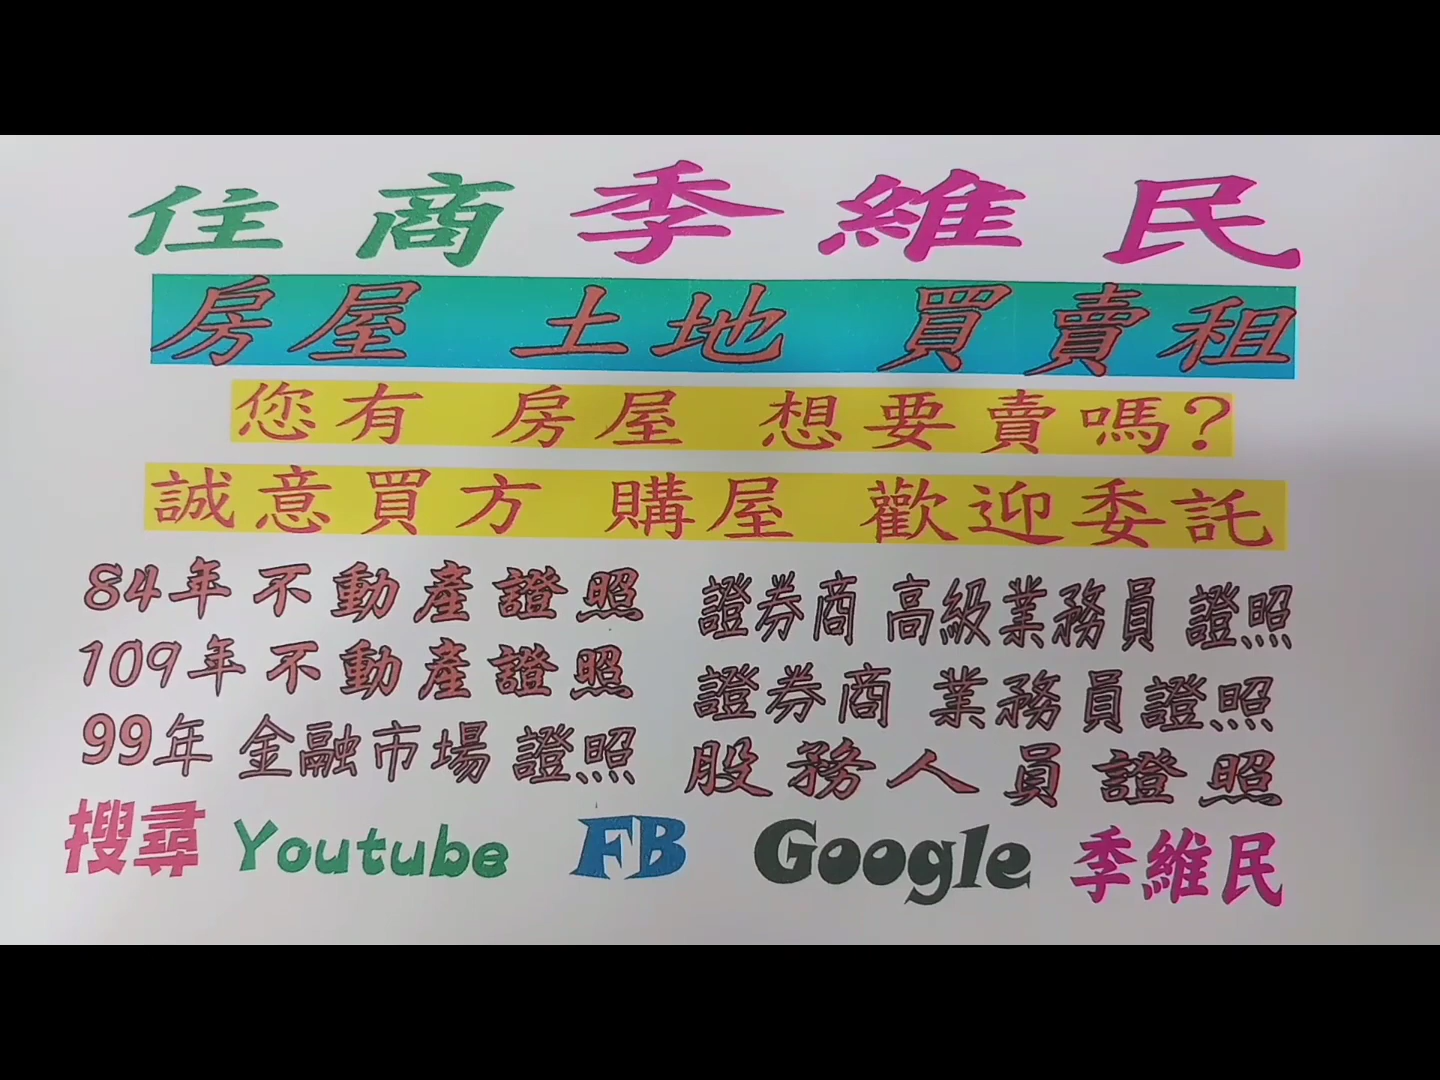 住商季維民
房屋 土地 買賣租
您有 房屋 想要賣嗎?
誠意買方 購屋 歡迎委託
84年不動產證照 證券商 高級業務員 證照
109年不動產證照 證券商 業務員證照
99年 金融市場 證照 股務人員證照
搜尋 Youtube FB Google 季維民